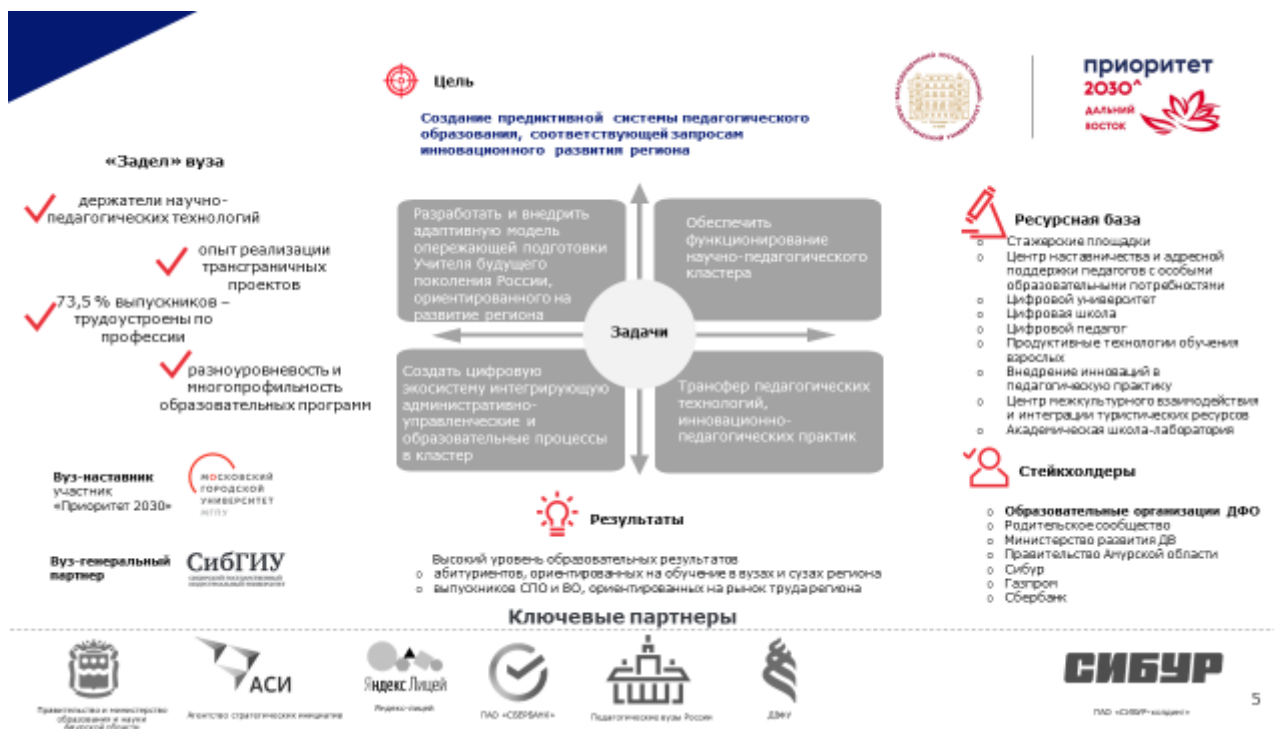 Цель
Создание предиктивной системы педагогического
образования, соответствующей запросам
инновационного развития региона
приоритет
2030^
ДАЛЬНИЙ
ВОСТОК
«Задел» вуза
держатели научно-
педагогических технологий
опыт реализации
трансграничных
проектов
73,5 % выпускников –
трудоустроены по
профессии
разноуровневость и
многопрофильность
образовательных программ
Вуз-наставник
участник
«Приоритет 2030»
МОСКОВСКИЙ
ГОРОДСКОЙ
УНИВЕРСИТЕТ
МГПУ
Вуз-генеральный
партнер
СибГИУ
Разработать и внедрить
адаптивную модель
опережающей подготовки
Учителя будущего
поколения России,
ориентированного на
развитие региона
Обеспечить
функционирование
научно-педагогического
кластера
Задачи
Создать цифровую
экосистему интегрирующую
административно-
управленческие и
образовательные процессы
в кластер
Трансфер педагогических
технологий,
инновационно-
педагогических практик
Результаты
Высокий уровень образовательных результатов
o абитуриентов, ориентированных на обучение в вузах и сузах региона
o выпускников СПО и ВО, ориентированных на рынок труда региона
Ресурсная база
o Стажерские площадки
o Центр наставничества и адресной
поддержки педагогов с особыми
образовательными потребностями
o Цифровой университет
o Цифровая школа
o Цифровой педагог
o Продуктивные технологии обучения
взрослых
o Внедрение инноваций в
педагогическую практику
o Центр межкультурного взаимодействия
и интеграции туристических ресурсов
o Академическая школа-лаборатория
Стейкхолдеры
o Образовательные организации ДФО
o Родительское сообщество
o Министерство развития ДВ
o Правительство Амурской области
o Сибур
o Газпром
o Сбербанк
Ключевые партнеры
Правительство и министерство
образования и науки
Амурской области
АСИ
Агентство стратегических инициатив
Яндекс Лицей
Яндекс-лицей
ПАО «СБЕРБАНК»
Педагогические вузы России
ДВФУ
СИБУР
ПАО «СИБУР-холдинг»
5